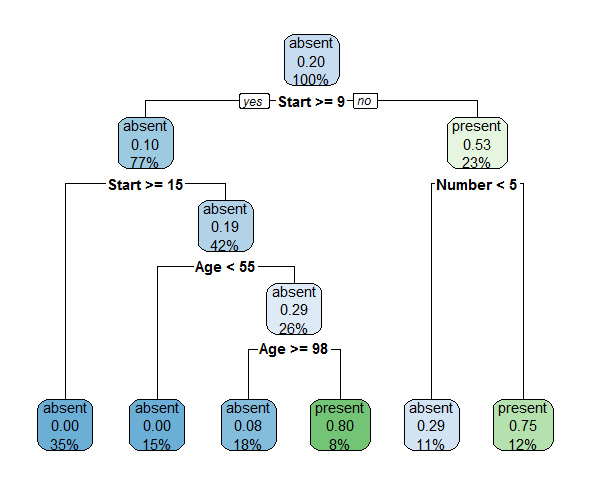 absent
0.20
100%
yes Start >= 9 no
absent
0.10
77%
present
0.53
23%
Start >= 15
Number < 5
absent
0.19
42%
Age < 55
absent
0.29
26%
Age >= 98
absent
0.00
35%
absent
0.00
15%
absent
0.08
18%
present
0.80
8%
absent
0.29
11%
present
0.75
12%